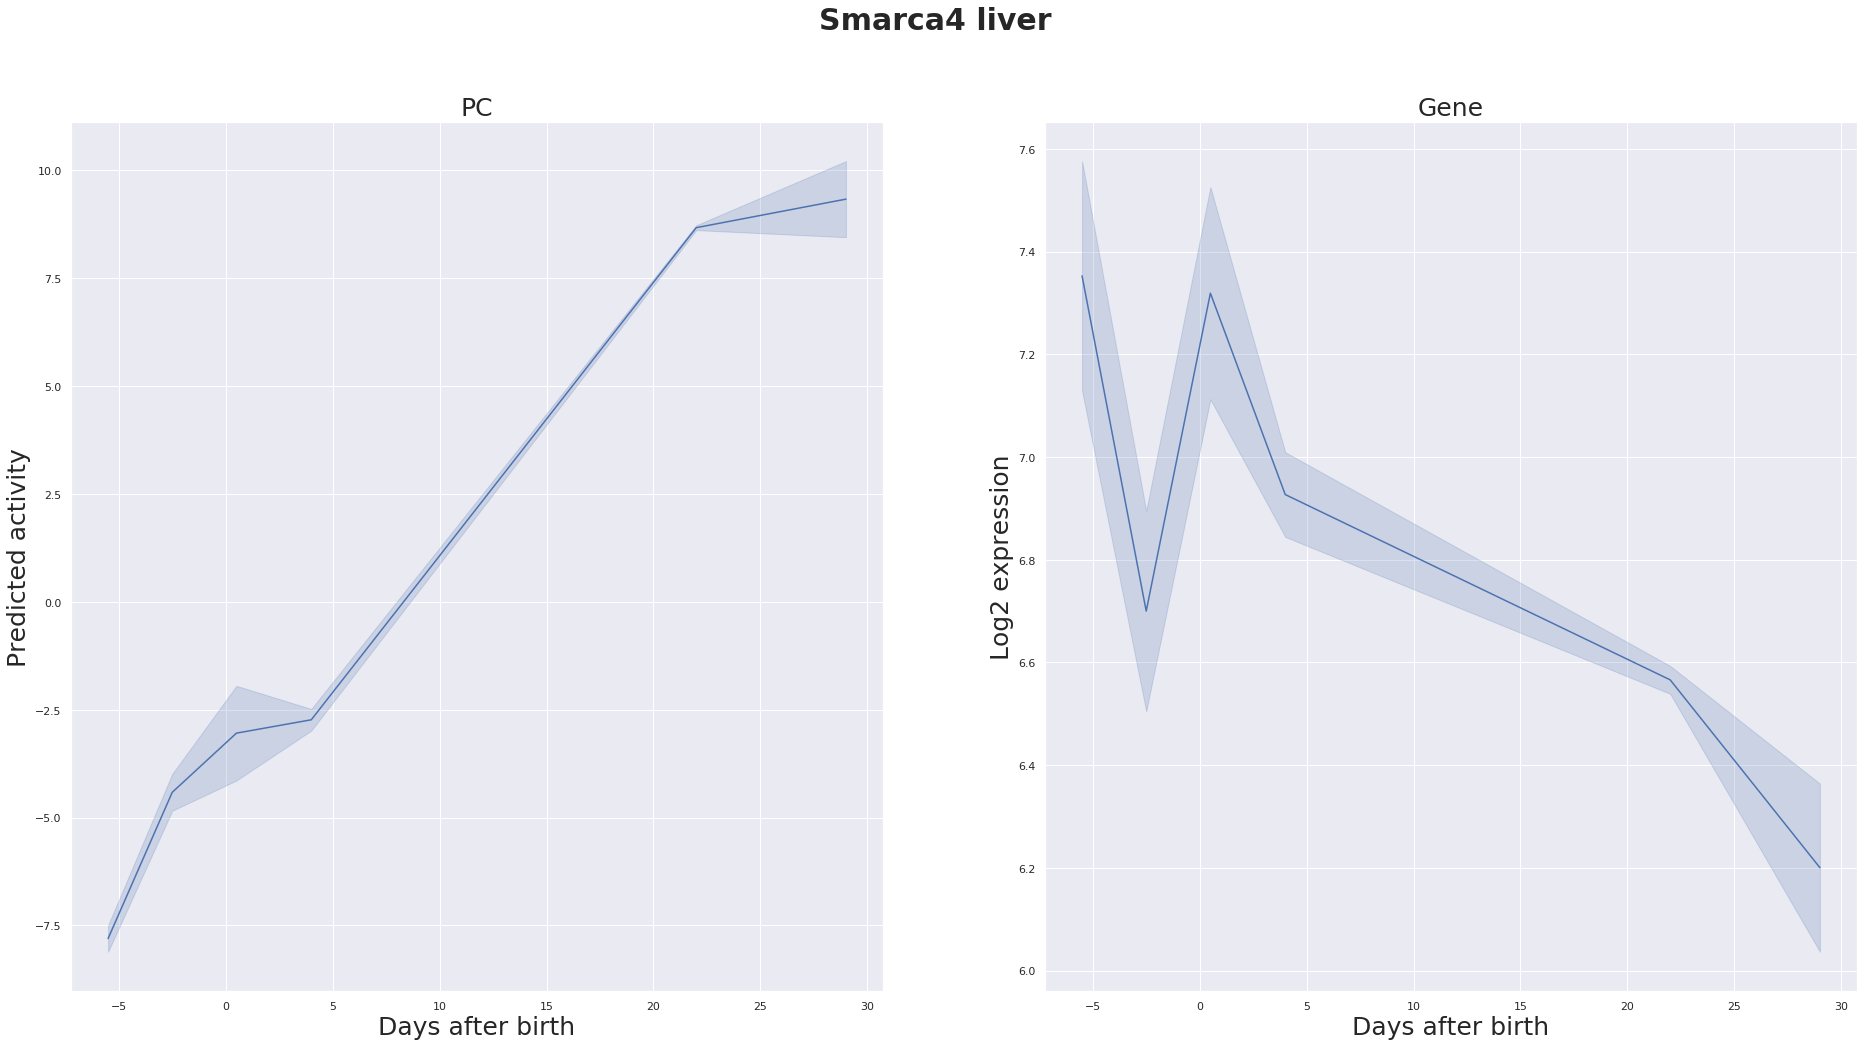 Smarca4 liver
PC
Predicted activity
10.0
7.5
5.0
2.5
0.0
−2.5
−5.0
−7.5
−5 0 5 10 15 20 25 30
Days after birth
Gene
Log2 expression
7.6
7.4
7.2
7.0
6.8
6.6
6.4
6.2
6.0
−5 0 5 10 15 20 25 30
Days after birth